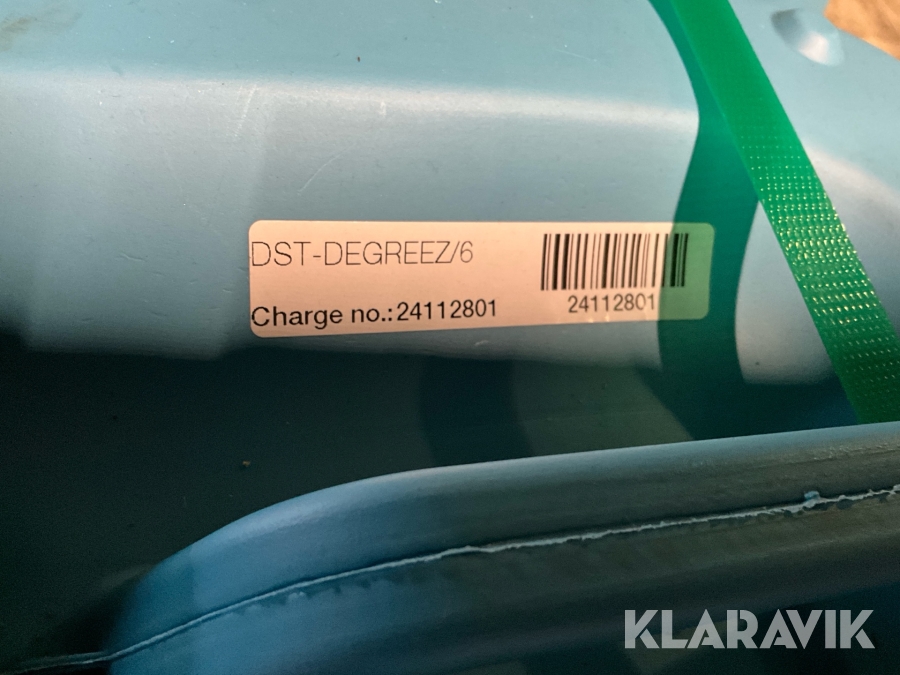 DST-DEGREEZ/6
Charge no.:24112801
24112801
KLARAVIK